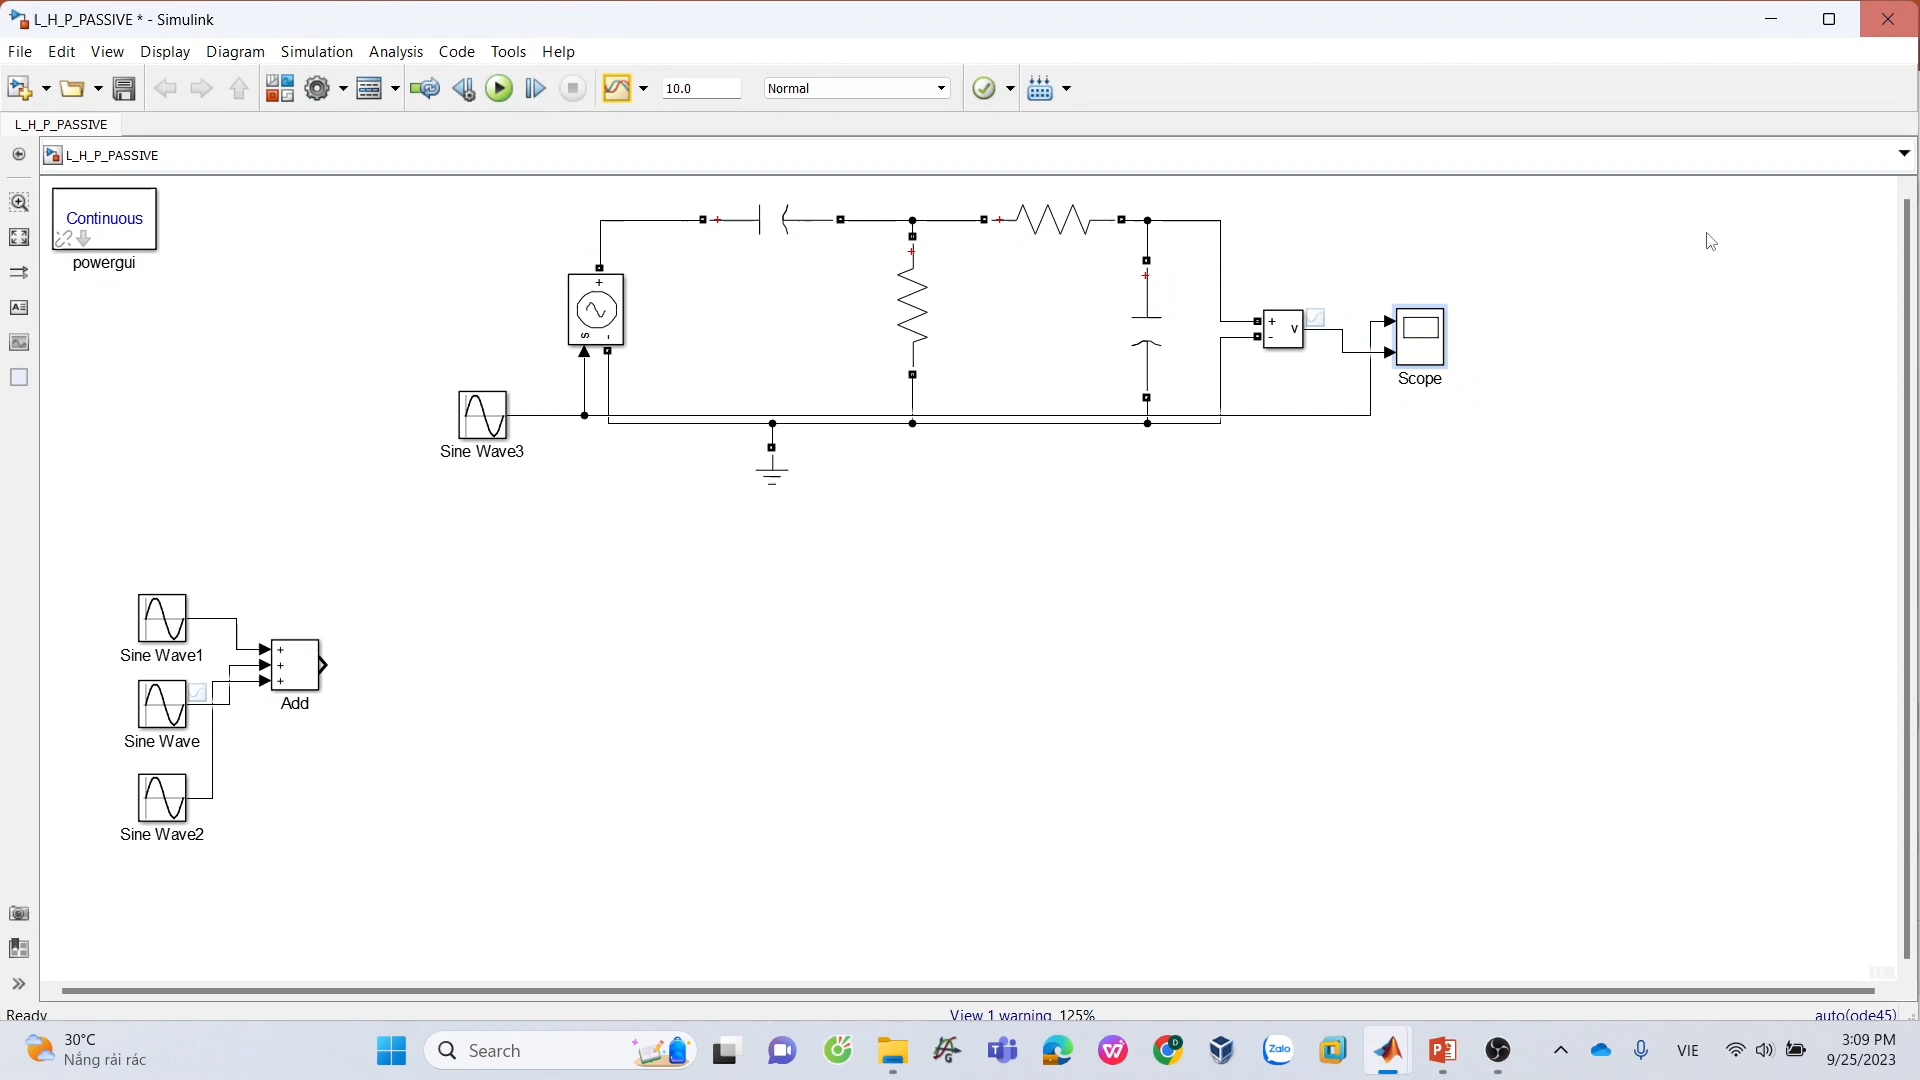 L_H_P_PASSIVE * - Simulink
File Edit View Display Diagram Simulation Analysis Code Tools Help
10.0 Normal
L_H_P_PASSIVE
L_H_P_PASSIVE
Continuous
powergui
+ +
+
+
+
s -
+ v
-
Scope
Sine Wave3
Sine Wave1
+
+
+
Add
Sine Wave
Sine Wave2
Ready View 1 warning 125% auto(ode45)
30°C
Nắng rải rác
Search
Zalo
VIE
3:09 PM
9/25/2023